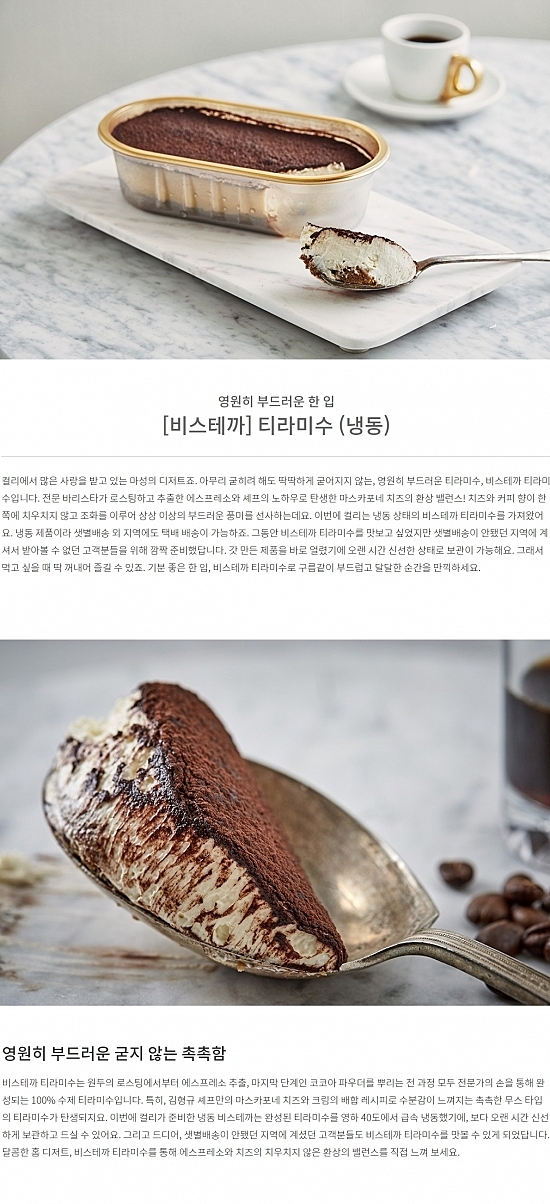 영원히 부드러운 한 입
[비스테까] 티라미수 (냉동)
컬리에서 많은 사랑을 받고 있는 마성의 디저트죠. 아무리 굳히려 해도 딱딱하게 굳어지지 않는, 영원히 부드러운 티라미수, 비스테까 티라미
수입니다. 전문 바리스타가 로스팅하고 추출한 에스프레소와 셰프의 노하우로 탄생한 마스카포네 치즈의 환상 밸런스! 치즈와 커피 향이 한
쪽에 치우치지 않고 조화를 이루어 상상 이상의 부드러운 풍미를 선사하는데요. 이번에 컬리는 냉동 상태의 비스테까 티라미수를 가져왔어
요. 냉동 제품이라 샛별배송 외 지역에도 택배 배송이 가능하죠. 그동안 비스테까 티라미수를 맛보고 싶었지만 샛별배송이 안됐던 지역에 계
셔서 받아볼 수 없던 고객분들을 위해 깜짝 준비했답니다. 갓 만든 제품을 바로 얼렸기에 오랜 시간 신선한 상태로 보관이 가능해요. 그래서
먹고 싶을 때 딱 꺼내어 즐길 수 있죠. 기분 좋은 한 입, 비스테까 티라미수로 구름같이 부드럽고 달달한 순간을 만끽하세요.
영원히 부드러운 굳지 않는 촉촉함
비스테까 티라미수는 원두의 로스팅에서부터 에스프레소 추출, 마지막 단계인 코코아 파우더를 뿌리는 전 과정 모두 전문가의 손을 통해 완
성되는 100% 수제 티라미수입니다. 특히, 김형규 셰프만의 마스카포네 치즈와 크림의 배합 레시피로 수분감이 느껴지는 촉촉한 무스 타입
의 티라미수가 탄생되지요. 이번에 컬리가 준비한 냉동 비스테까는 완성된 티라미수를 영하 40도에서 급속 냉동했기에, 보다 오랜 시간 신선
하게 보관하고 드실 수 있어요. 그리고 드디어, 샛별배송이 안됐던 지역에 계셨던 고객분들도 비스테까 티라미수를 맛볼 수 있게 되었답니다.
달콤한 홈 디저트, 비스테까 티라미수를 통해 에스프레소와 치즈의 치우치지 않은 환상의 밸런스를 직접 느껴 보세요.